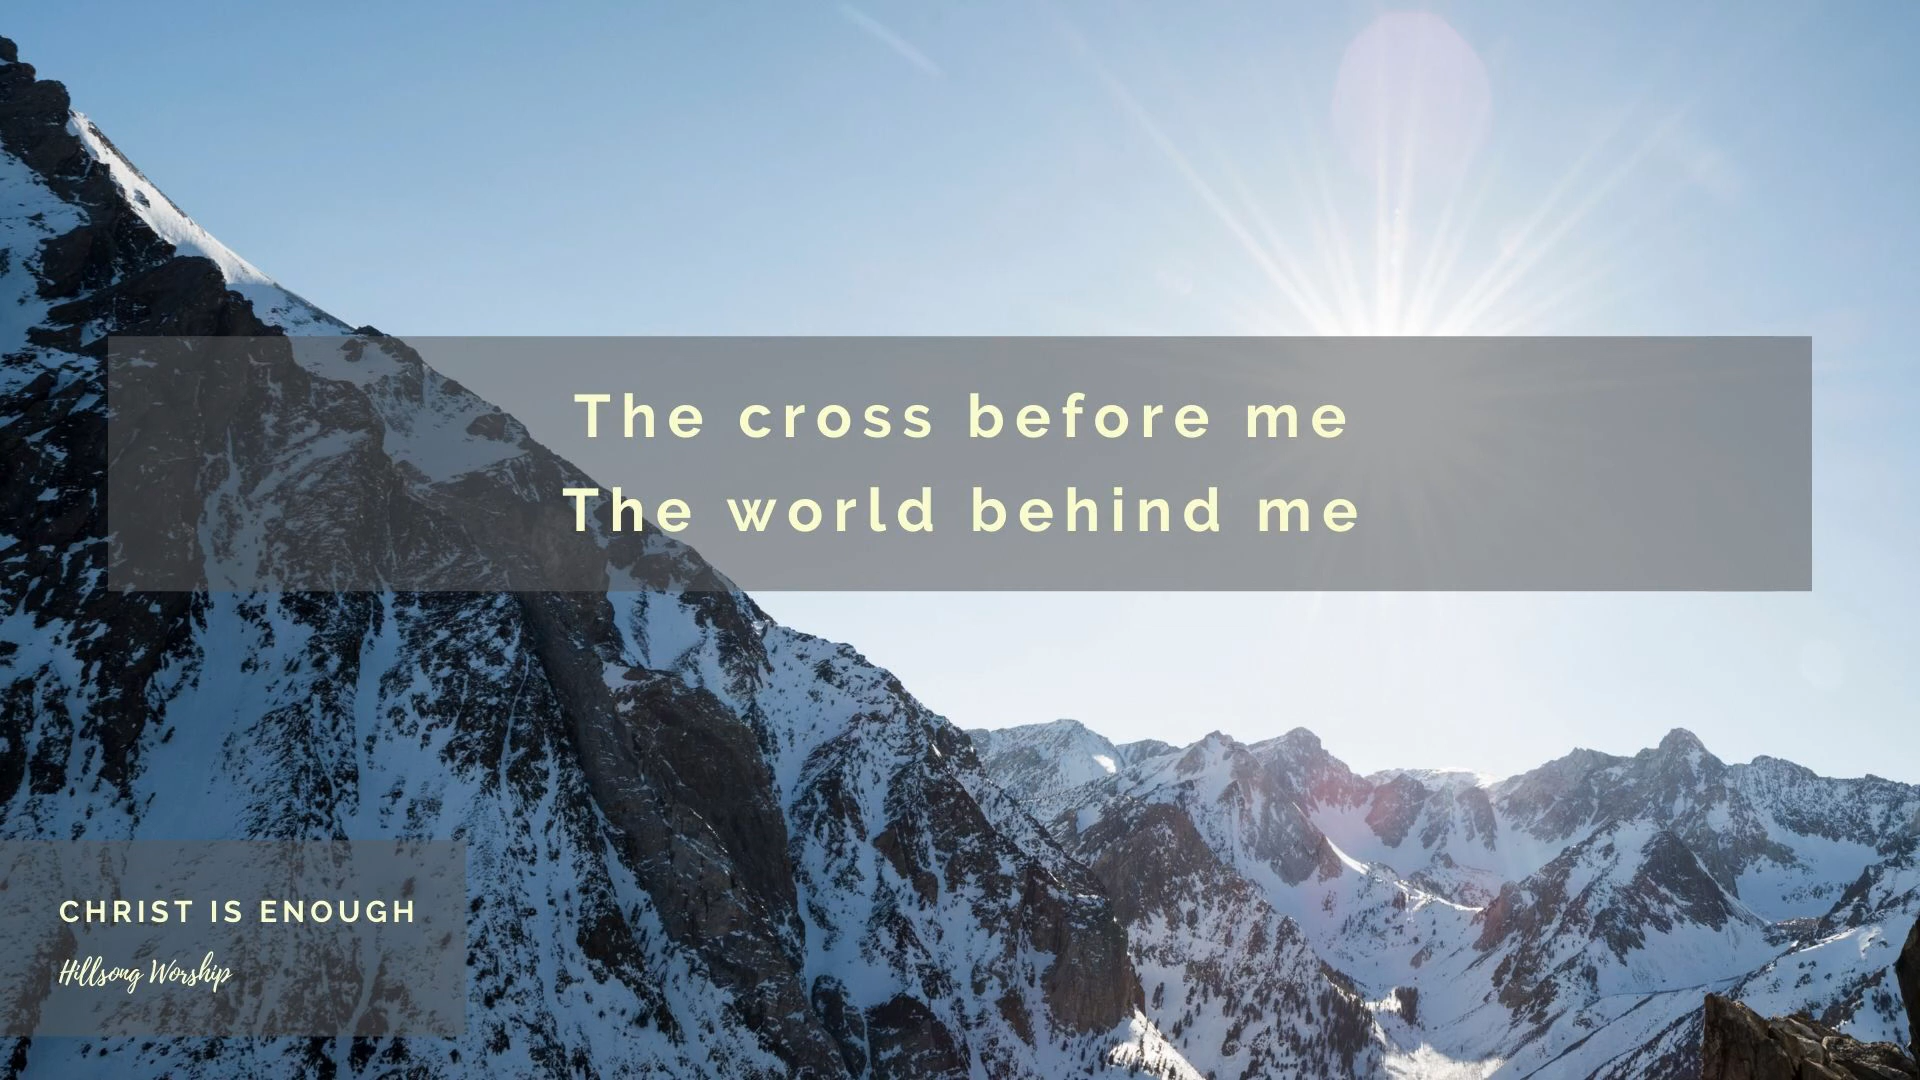 The cross before me
The world behind me
CHRIST IS ENOUGH
Hillsong Worship